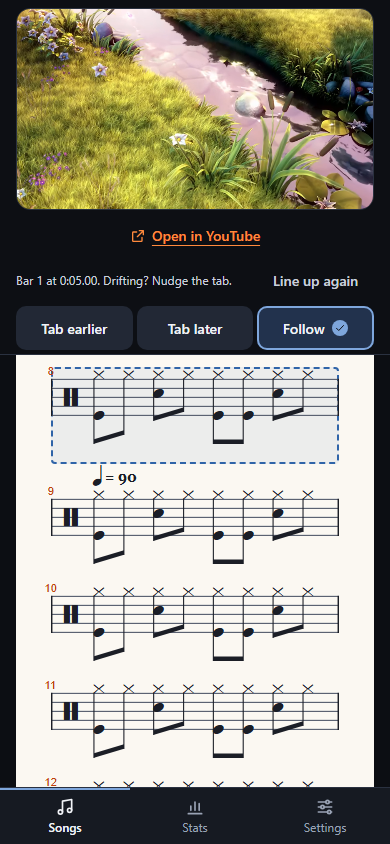 Open in YouTube
Bar 1 at 0:05.00. Drifting? Nudge the tab.
Line up again
Tab earlier
Tab later
Follow
8
= 90
9
10
11
12
Songs
Stats
Settings